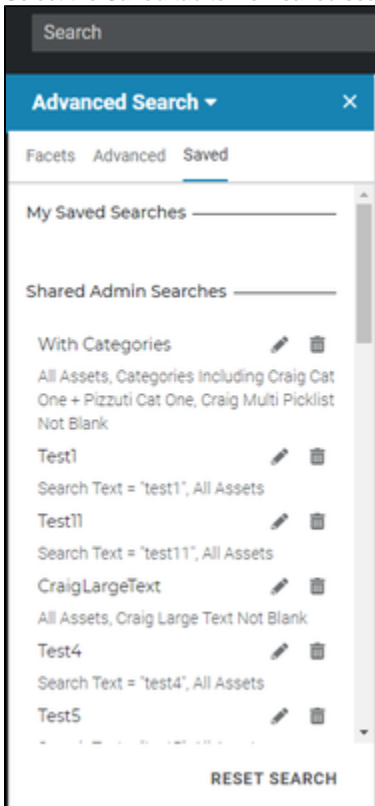 Search
Advanced Search
Facets Advanced Saved
My Saved Searches
Shared Admin Searches
With Categories
All Assets, Categories Including Craig Cat
One + Pizzuti Cat One, Craig Multi Picklist
Not Blank
Test1
Search Text = "test1", All Assets
Test11
Search Text = "test11", All Assets
CraigLargeText
All Assets, Craig Large Text Not Blank
Test4
Search Text = "test4", All Assets
Test5
RESET SEARCH